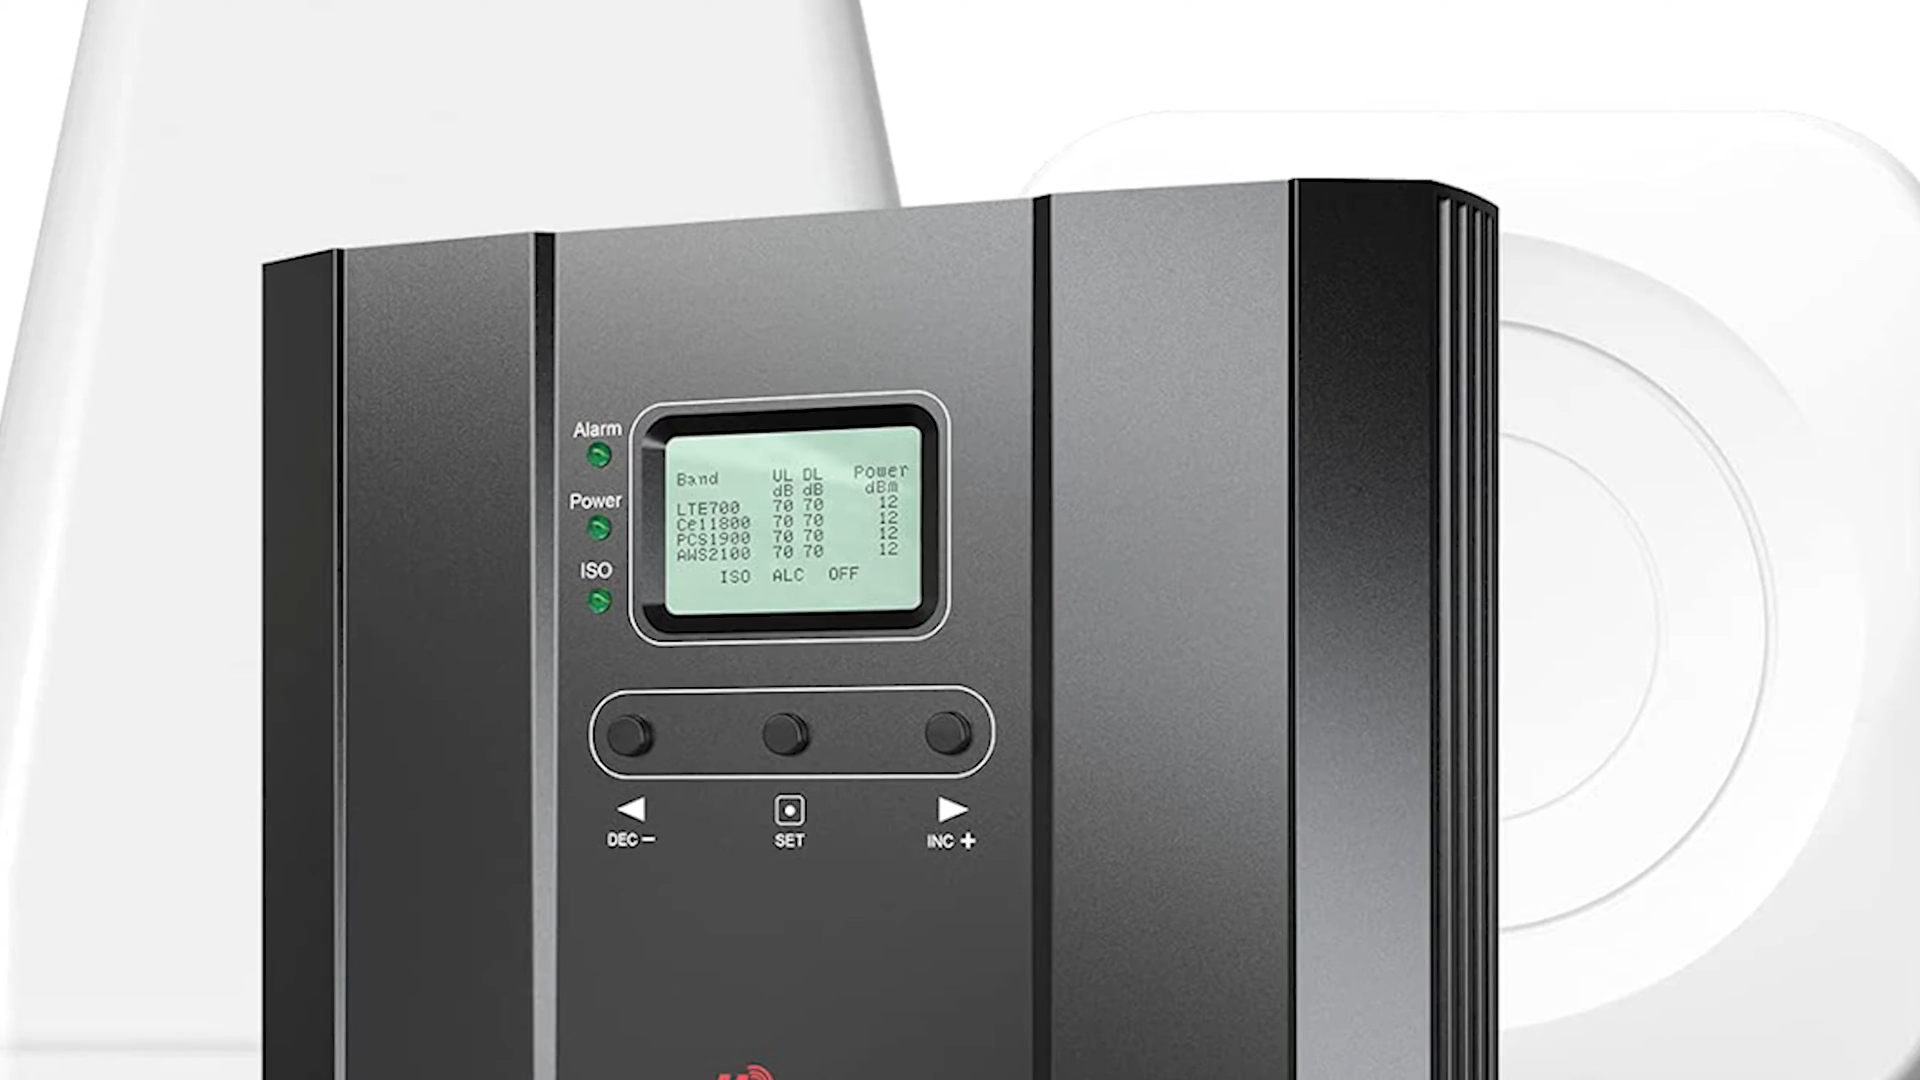 Alarm
Power
ISO
Band UL DL Power
dB dB dBm
LTE700 70 70 12
Cell800 70 70 12
PCS1900 70 70 12
AWS2100 70 70 12
ISO ALC OFF
DEC−
SET
INC +